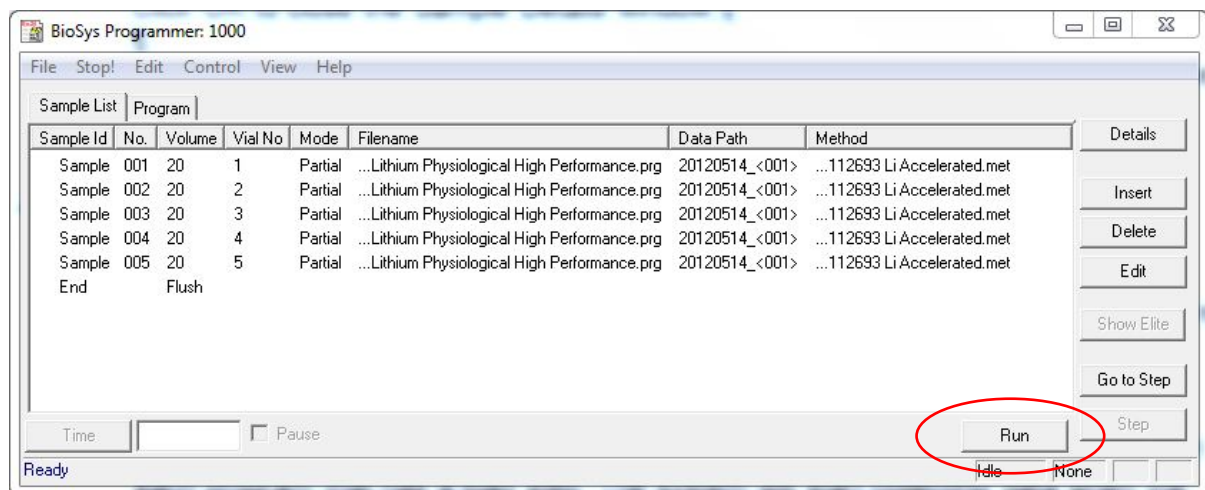 BioSys Programmer: 1000
File Stop! Edit Control View Help
Sample List Program
Sample Id No. Volume Vial No Mode Filename Data Path Method
Sample 001 20 1 Partial ...Lithium Physiological High Performance.prg 20120514_<001> ...112693 Li Accelerated.met
Sample 002 20 2 Partial ...Lithium Physiological High Performance.prg 20120514_<001> ...112693 Li Accelerated.met
Sample 003 20 3 Partial ...Lithium Physiological High Performance.prg 20120514_<001> ...112693 Li Accelerated.met
Sample 004 20 4 Partial ...Lithium Physiological High Performance.prg 20120514_<001> ...112693 Li Accelerated.met
Sample 005 20 5 Partial ...Lithium Physiological High Performance.prg 20120514_<001> ...112693 Li Accelerated.met
End Flush
Details
Insert
Delete
Edit
Show Elite
Go to Step
Step
Time Pause Run
Ready Idle None